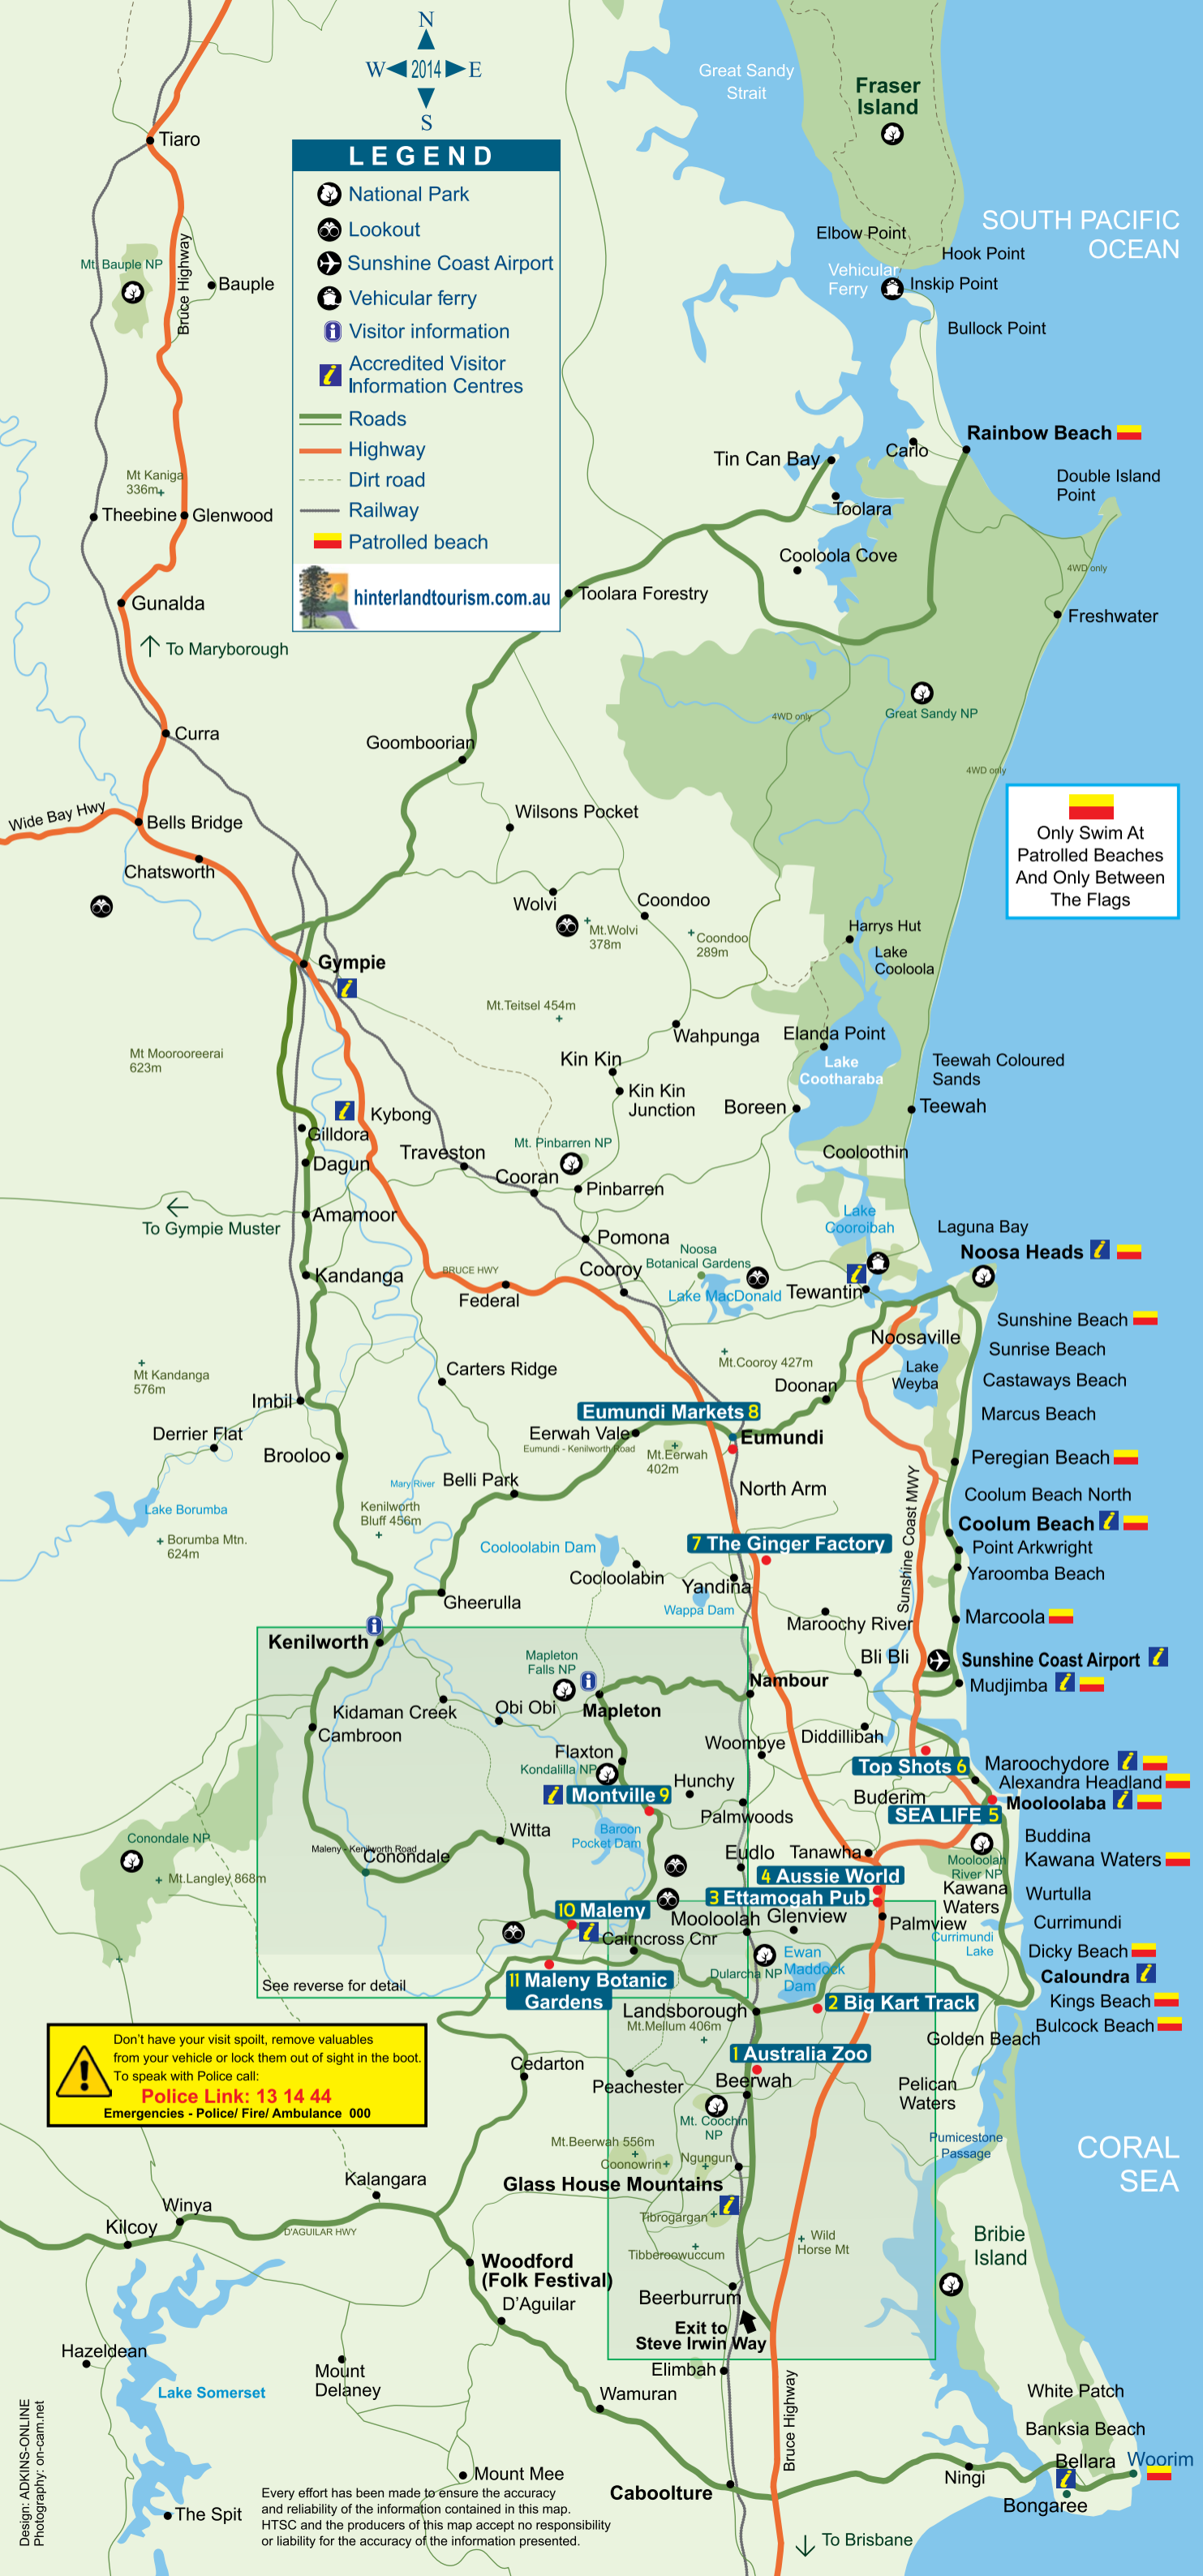 N
W 2014 E
S
Great Sandy
Strait
Fraser
Island
Tiaro
LEGEND
National Park
Lookout
Sunshine Coast Airport
Vehicular ferry
Visitor information
Accredited Visitor
Information Centres
Roads
Highway
Dirt road
Railway
Patrolled beach
hinterlandtourism.com.au
SOUTH PACIFIC
OCEAN
Elbow Point
Hook Point
Vehicular
Ferry
Inskip Point
Bullock Point
Mt. Bauple NP
Bruce Highway
Bauple
Rainbow Beach
Carlo
Tin Can Bay
Double Island
Point
Mt Kaniga
336m
Theebine
Glenwood
Toolara
Cooloola Cove
4WD only
Toolara Forestry
Gunalda
Freshwater
To Maryborough
Great Sandy NP
4WD only
Curra
Goomboorian
4WD only
Wide Bay Hwy
Bells Bridge
Wilsons Pocket
Only Swim At
Patrolled Beaches
And Only Between
The Flags
Chatsworth
Wolvi
Coondoo
Mt.Wolvi
378m
Coondoo
289m
Harrys Hut
Lake
Cooloola
Gympie
Mt.Teitsel 454m
Wahpunga
Elanda Point
Mt Moorooreerai
623m
Kin Kin
Lake
Cootharaba
Teewah Coloured
Sands
Kin Kin
Junction
Boreen
Teewah
Kybong
Gilldora
Traveston
Mt. Pinbarren NP
Cooloothin
Dagun
Cooran
Pinbarren
Amamoor
To Gympie Muster
Lake
Cooroibah
Laguna Bay
Pomona
Noosa
Botanical Gardens
Noosa Heads
Kandanga
BRUCE HWY
Cooroy
Lake MacDonald
Tewantin
Federal
Sunshine Beach
Noosaville
Sunrise Beach
Mt Kandanga
576m
Carters Ridge
Mt.Cooroy 427m
Lake
Weyba
Castaways Beach
Doonan
Imbil
Eumundi Markets 8
Marcus Beach
Derrier Flat
Eerwah Vale
Eumundi
Eumundi - Kenilworth Road
Brooloo
Mt.Eerwah
402m
Peregian Beach
Mary River
Belli Park
North Arm
Sunshine Coast MWY
Coolum Beach North
Lake Borumba
Kenilworth
Bluff 456m
Coolum Beach
Borumba Mtn.
624m
Cooloolabin Dam
7 The Ginger Factory
Point Arkwright
Cooloolabin
Yandina
Yaroomba Beach
Gheerulla
Wappa Dam
Maroochy River
Marcoola
Kenilworth
Mapleton
Falls NP
Bli Bli
Sunshine Coast Airport
Nambour
Mudjimba
Kidaman Creek
Obi Obi
Mapleton
Cambroon
Diddillibah
Woombye
Flaxton
Top Shots 6
Maroochydore
Kondalilla NP
Hunchy
Alexandra Headland
Montville 9
Buderim
Mooloolaba
Palmwoods
SEA LIFE 5
Witta
Baroon
Pocket Dam
Buddina
Conondale NP
Maleny - Kenilworth Road
Conondale
Eudlo
Tanawha
Mooloolah
River NP
Kawana Waters
Mt.Langley 868m
4 Aussie World
Kawana
Waters
Wurtulla
3 Ettamogah Pub
10 Maleny
Mooloolah
Glenview
Palmview
Currimundi
Cairncross Cnr
Currimundi
Lake
Ewan
Maddock
Dam
Dicky Beach
Dularcha NP
Caloundra
See reverse for detail
11 Maleny Botanic
Gardens
2 Big Kart Track
Kings Beach
Landsborough
Bulcock Beach
Mt.Mellum 406m
Golden Beach
Don't have your visit spoilt, remove valuables
from your vehicle or lock them out of sight in the boot.
To speak with Police call:
Police Link: 13 14 44
Emergencies - Police/ Fire/ Ambulance 000
1 Australia Zoo
Cedarton
Peachester
Beerwah
Pelican
Waters
Mt. Coochin
NP
Pumicestone
Passage
CORAL
SEA
Mt.Beerwah 556m
Coonowrin
Ngungun
Kalangara
Glass House Mountains
Winya
Tibrogargan
Kilcoy
D'AGUILAR HWY
Tibberoowuccum
Wild
Horse Mt
Bribie
Island
Woodford
(Folk Festival)
Beerburrum
D'Aguilar
Exit to
Steve Irwin Way
Hazeldean
Mount
Delaney
Elimbah
Lake Somerset
Wamuran
Bruce Highway
White Patch
Banksia Beach
Bellara
Woorim
Mount Mee
Ningi
Caboolture
Bongaree
The Spit
Every effort has been made to ensure the accuracy
and reliability of the information contained in this map.
HTSC and the producers of this map accept no responsibility
or liability for the accuracy of the information presented.
To Brisbane
Design: ADKINS-ONLINE
Photography: on-cam.net